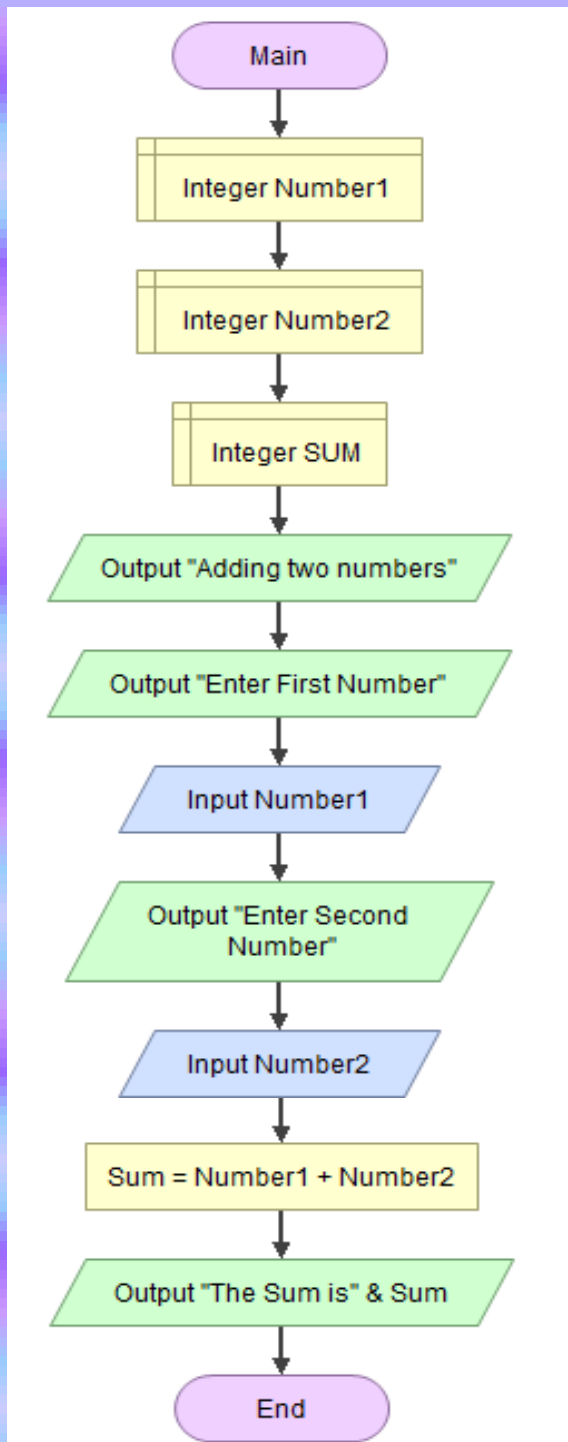 Main
Integer Number1
Integer Number2
Integer SUM
Output "Adding two numbers"
Output "Enter First Number"
Input Number1
Output "Enter Second
Number"
Input Number2
Sum = Number1 + Number2
Output "The Sum is" & Sum
End